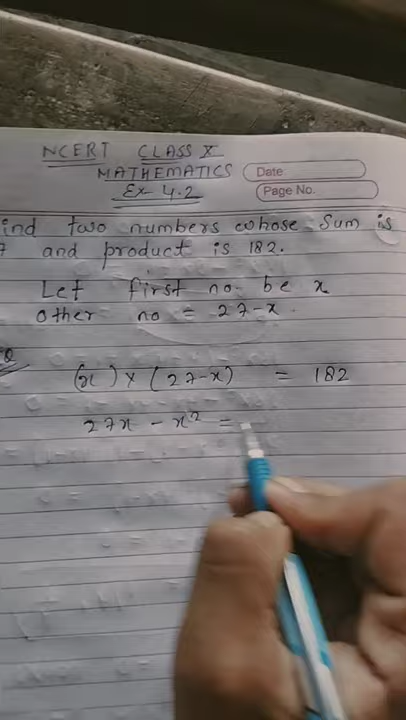 NCERT CLASS X
MATHEMATICS
Ex 4.2
Date
Page No.
ind two numbers whose sum is
7 and product is 182.
Let first no. be x
other no = 27-x.
(x) x (27-x) = 182
27x - x² =